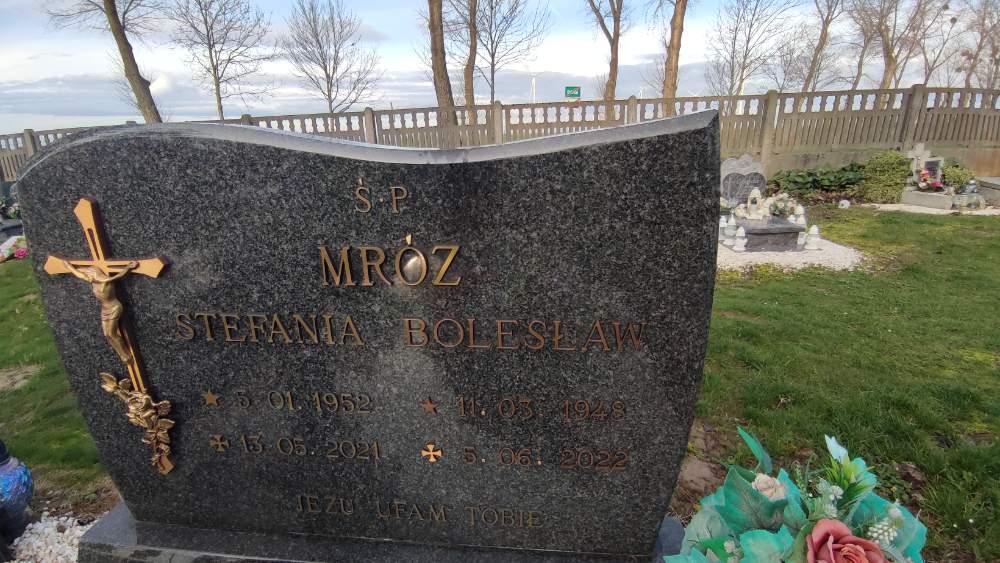 Ś.P
MRÓZ
STEFANIA BOLESŁAW
5.01.1952 11.03.1948
13.05.2021 5.06.2022
JEZU UFAM TOBIE